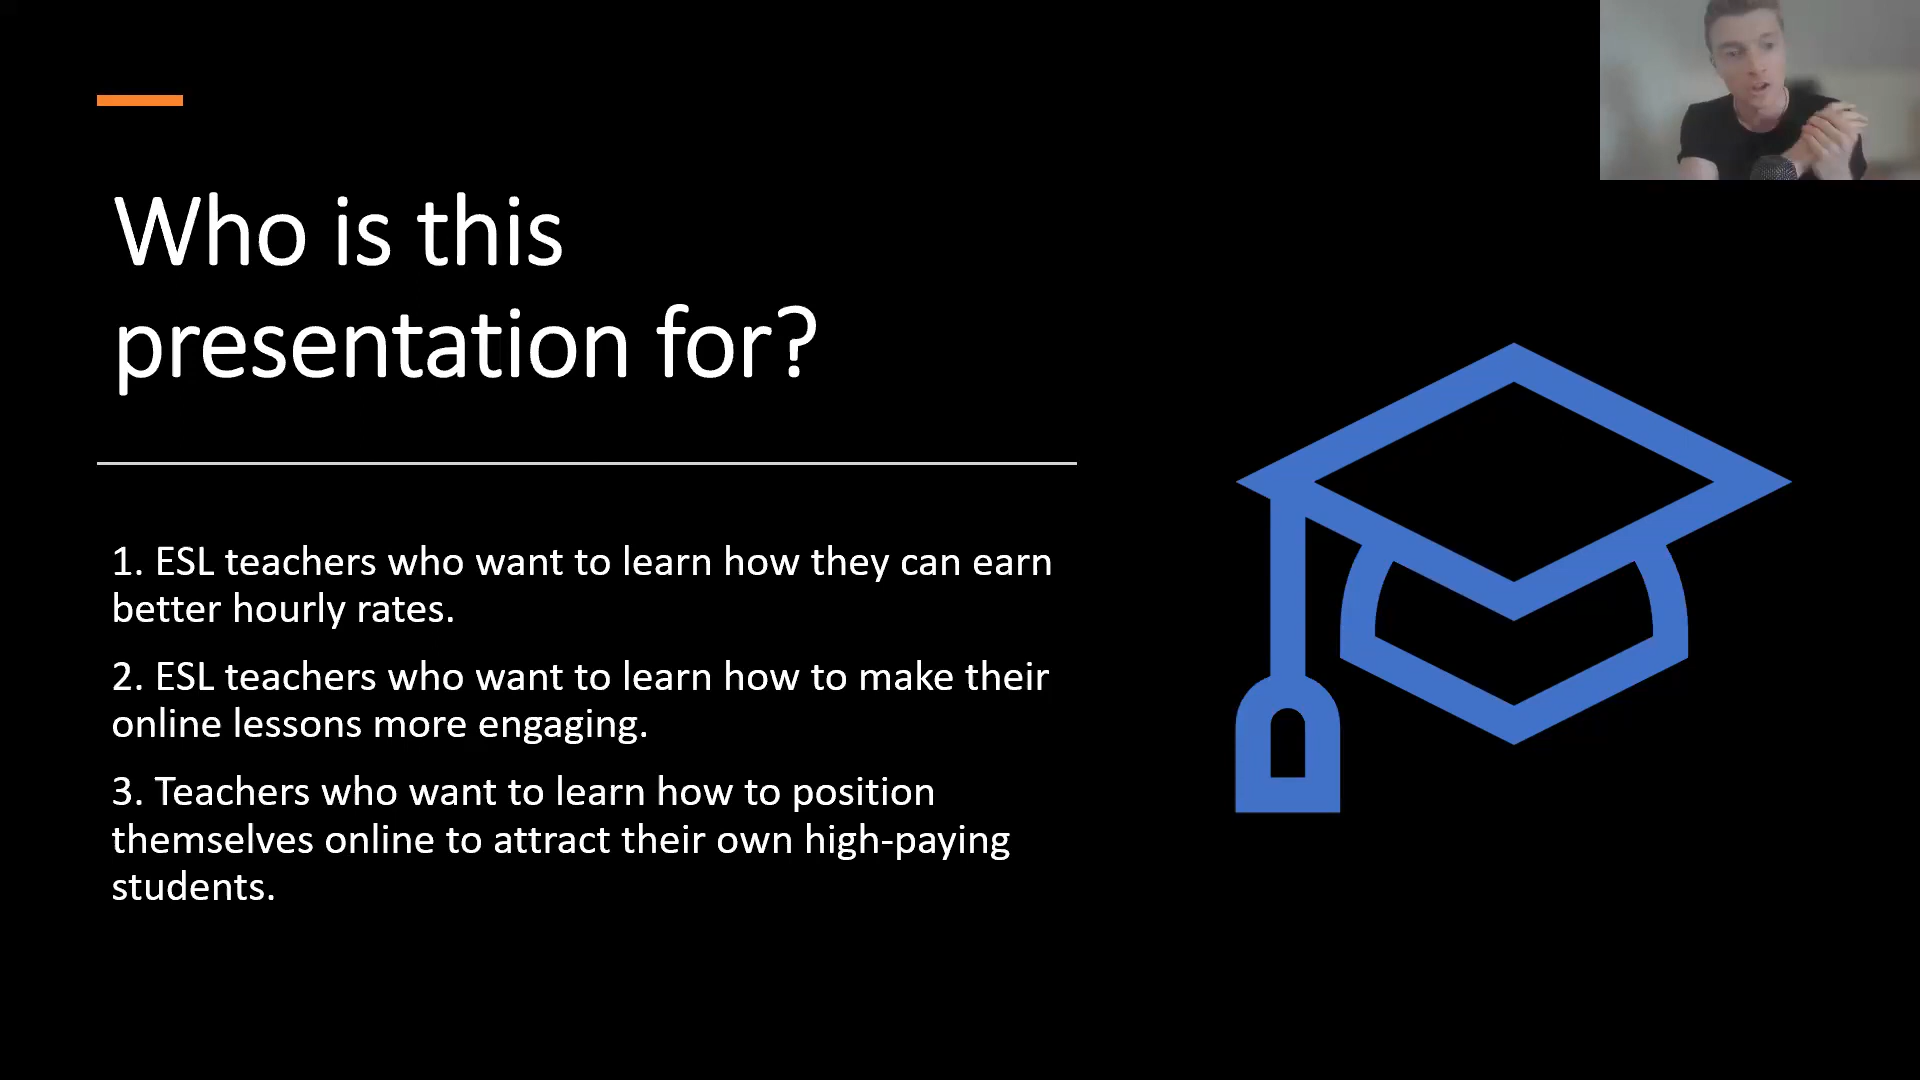 Who is this
presentation for?
1. ESL teachers who want to learn how they can earn
better hourly rates.
2. ESL teachers who want to learn how to make their
online lessons more engaging.
3. Teachers who want to learn how to position
themselves online to attract their own high-paying
students.